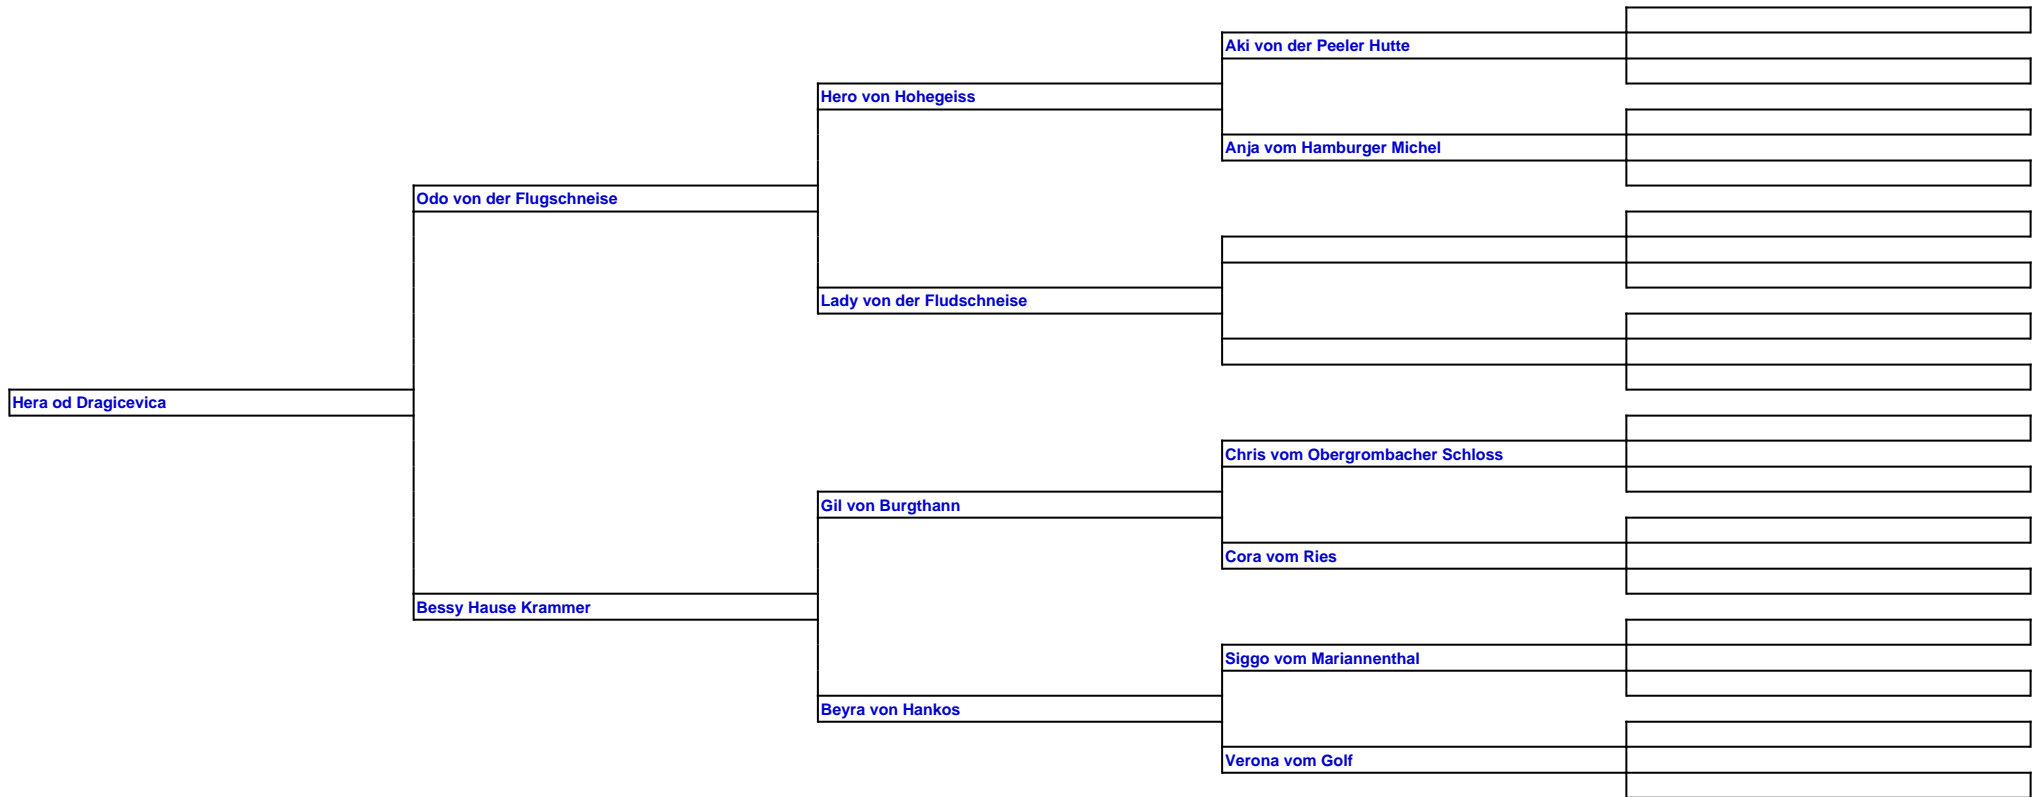 Aki von der Peeler Hutte
Hero von Hohegeiss
Anja vom Hamburger Michel
Odo von der Flugschneise
Lady von der Fludschneise
Hera od Dragicevica
Chris vom Obergrombacher Schloss
Gil von Burgthann
Cora vom Ries
Bessy Hause Krammer
Siggo vom Mariannenthal
Beyra von Hankos
Verona vom Golf